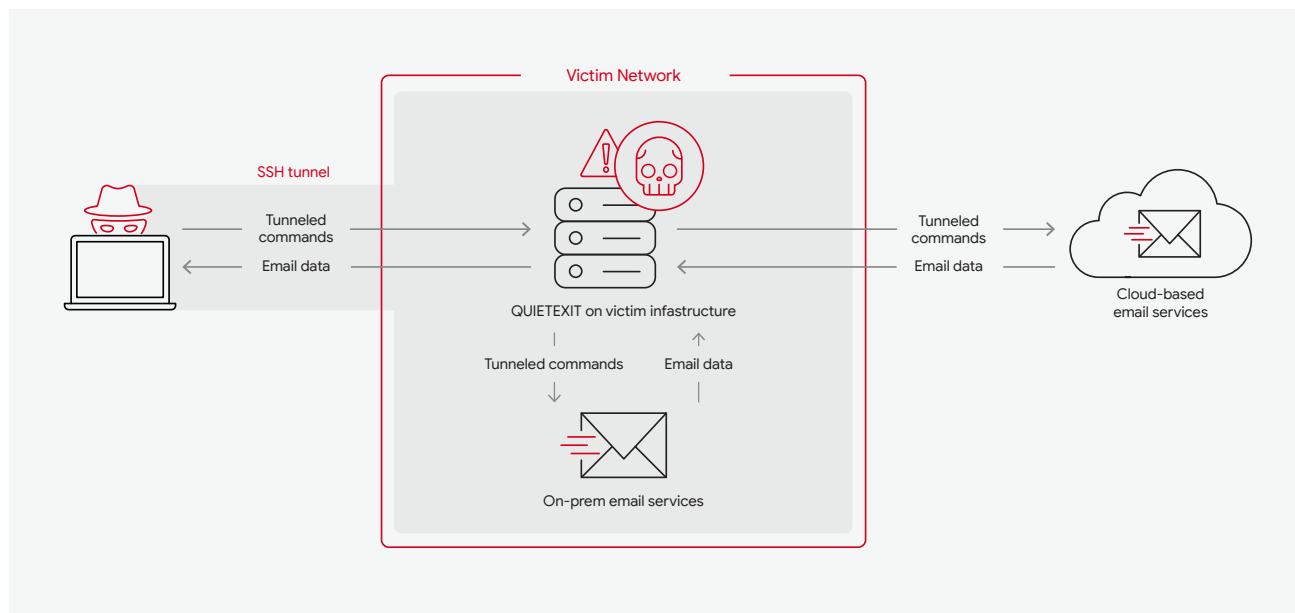 Victim Network
SSH tunnel
Tunneled
commands
Email data
QUIETEXIT on victim infastructure
Tunneled commands
Email data
On-prem email services
Tunneled
commands
Email data
Cloud-based
email services